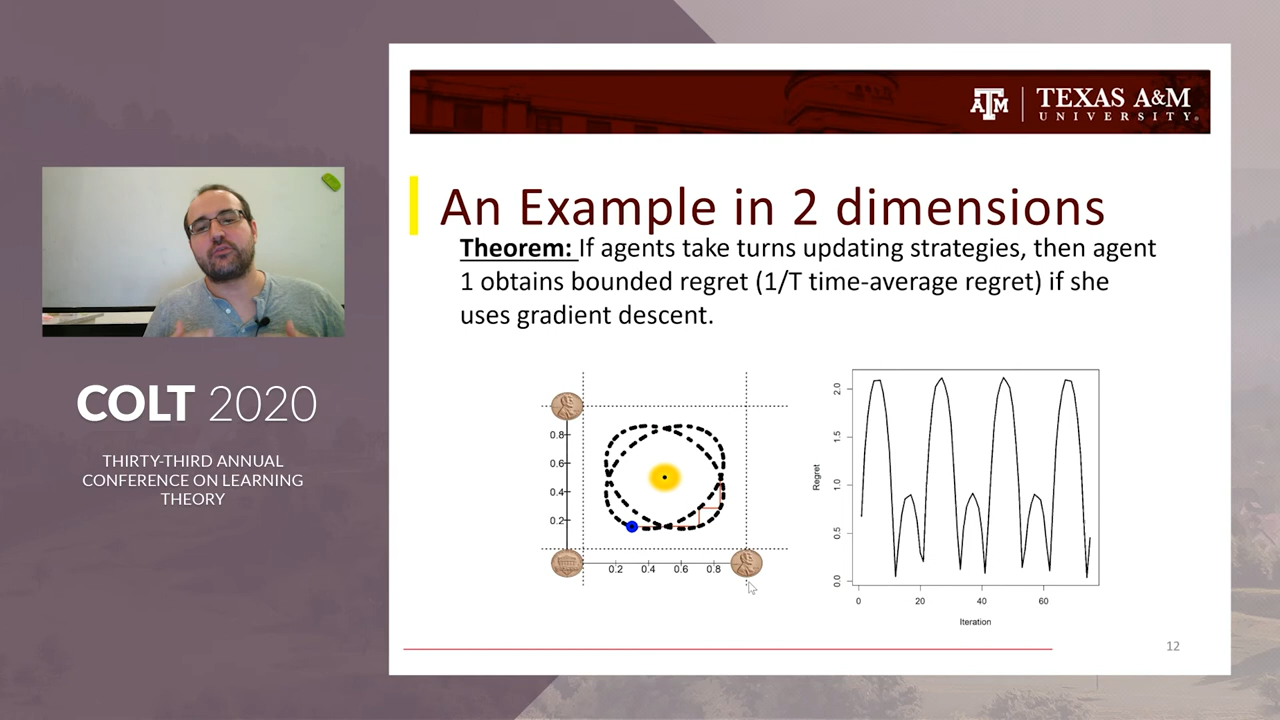 COLT 2020
THIRTY-THIRD ANNUAL
CONFERENCE ON LEARNING
THEORY
ĀTM TEXAS A&M
UNIVERSITY®
An Example in 2 dimensions
Theorem: If agents take turns updating strategies, then agent
1 obtains bounded regret (1/T time-average regret) if she
uses gradient descent.
0.8
0.6
0.4
0.2
0.2 0.4 0.6 0.8
2.0
1.5
1.0
0.5
0.0
Regret
0 20 40 60
Iteration
12